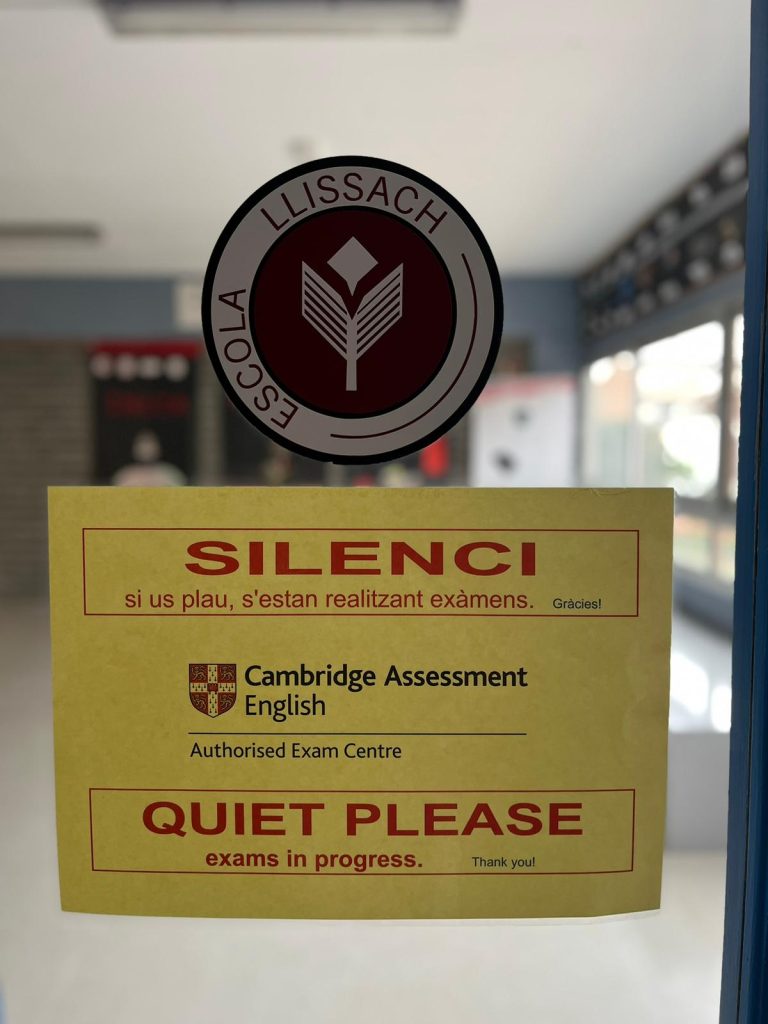 ESCOLA LLISSACH
SILENCI
si us plau, s'estan realitzant exàmens. Gràcies!
Cambridge Assessment
English
Authorised Exam Centre
QUIET PLEASE
exams in progress. Thank you!